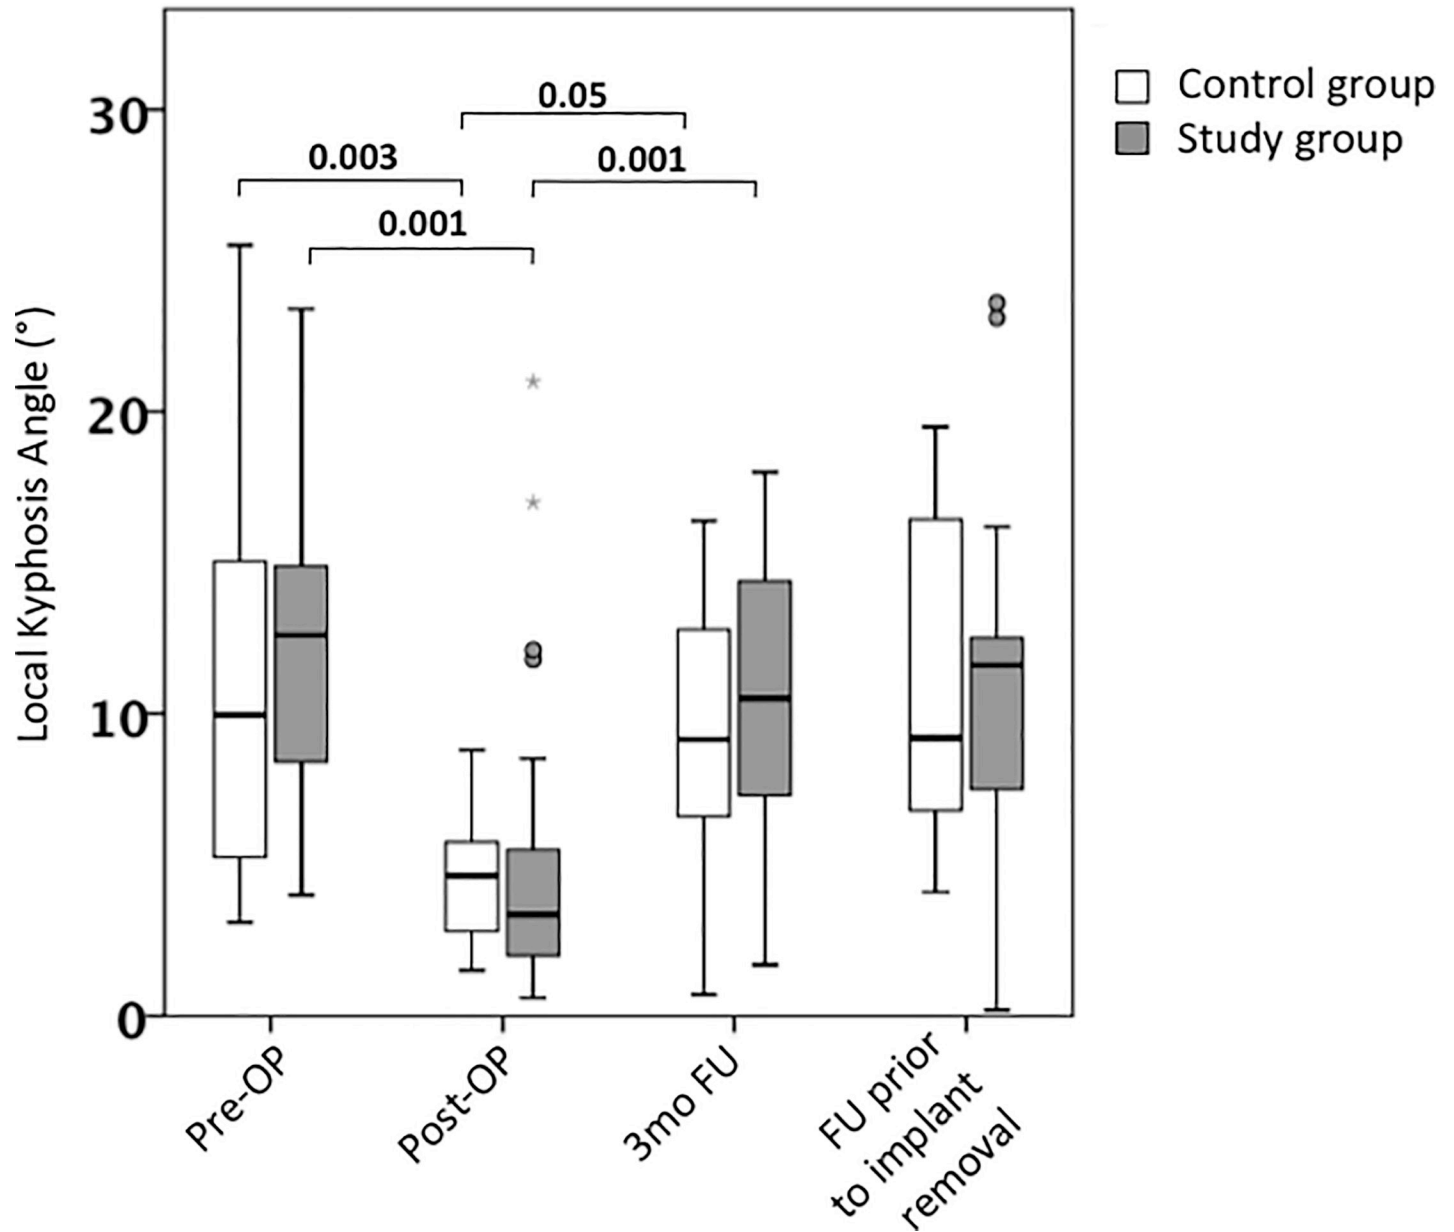 Control group
Study group
0.05
0.003
0.001
0.001
Local Kyphosis Angle (°)
30
20
10
0
Pre-OP
Post-OP
3mo FU
FU prior
to implant
removal